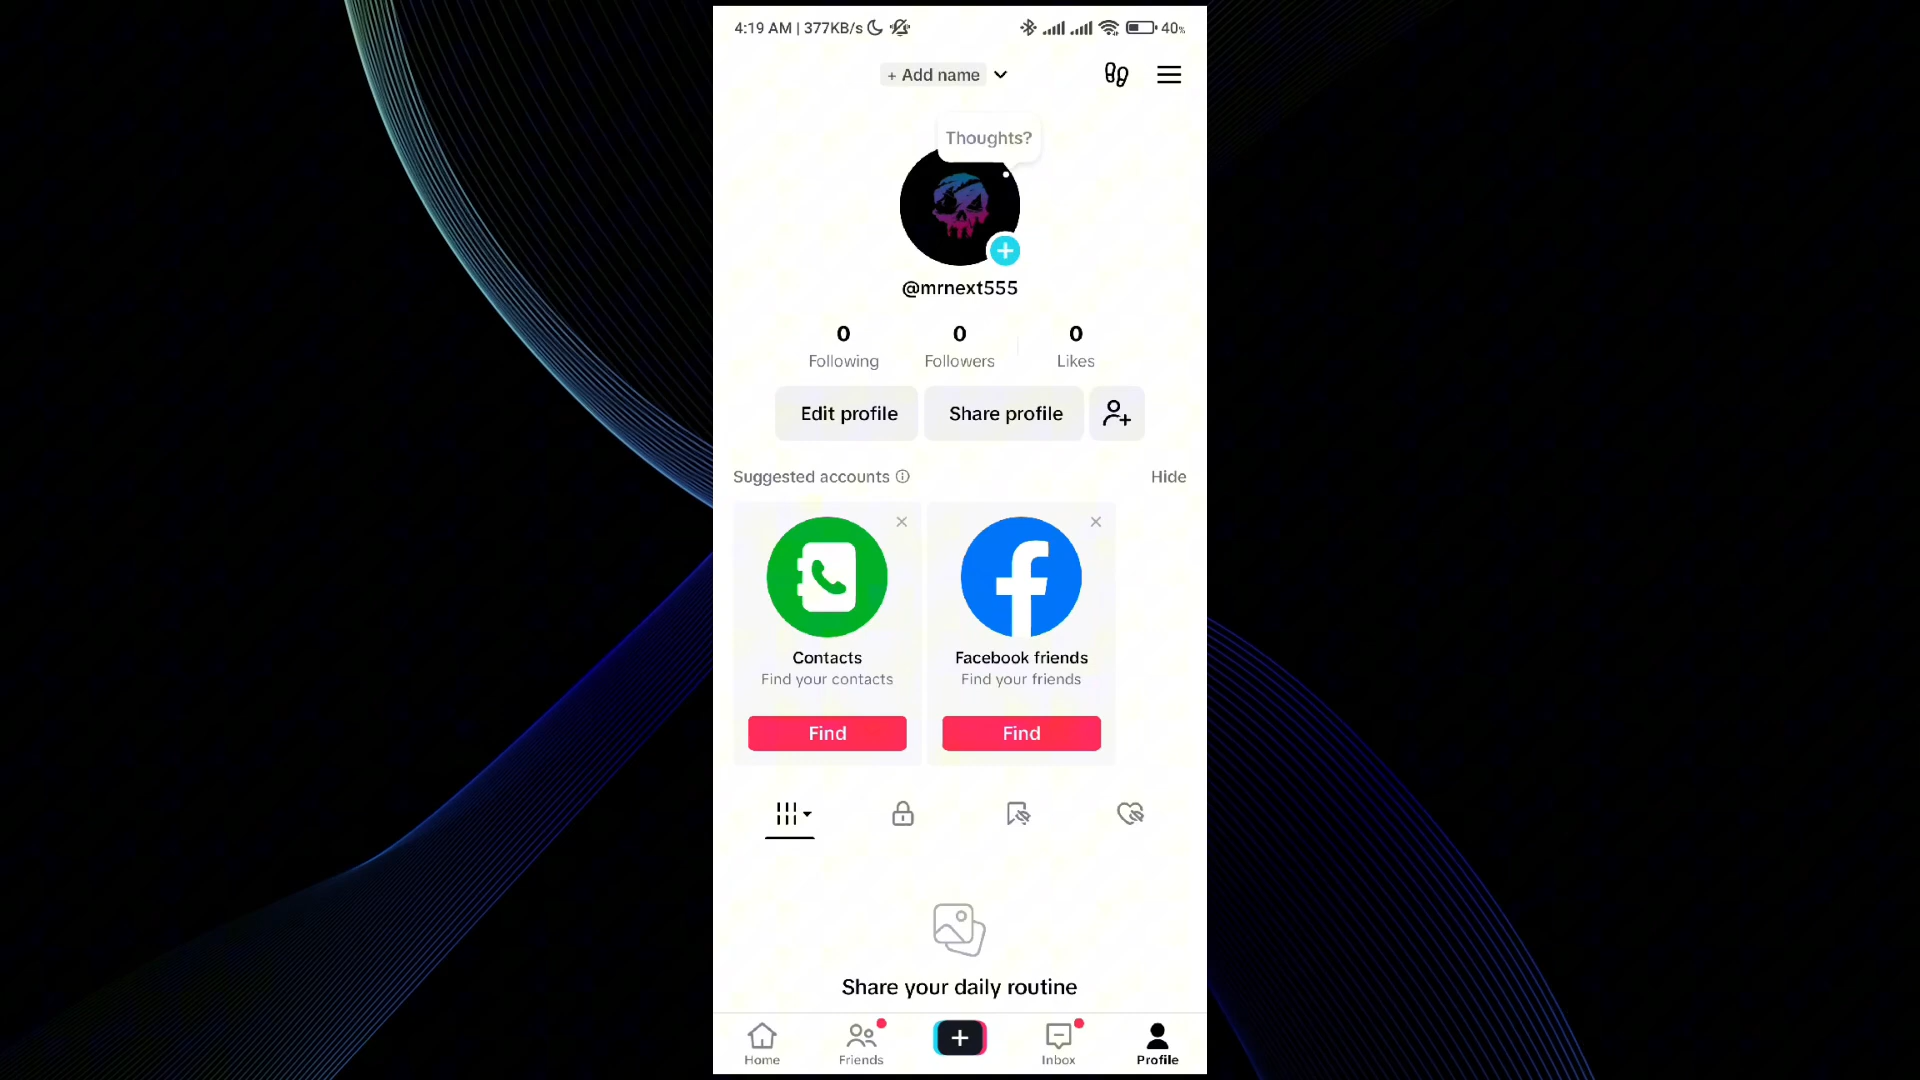 4:19 AM | 377KB/s 40%
+ Add name
Thoughts?
@mrnext555
0 0 0
Following Followers Likes
Edit profile Share profile
Suggested accounts Hide
Contacts Facebook friends
Find your contacts Find your friends
Find Find
Share your daily routine
Home Friends Inbox Profile